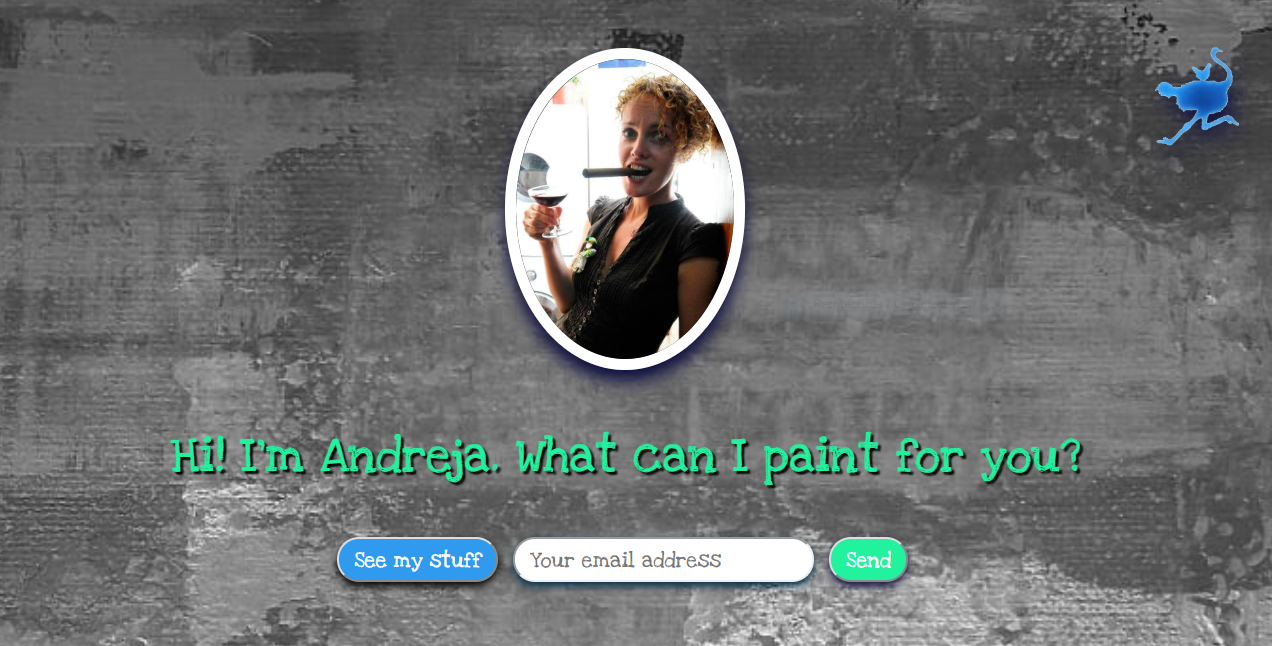 Hi! I'm Andreja. What can I paint for you?
See my stuff
Your email address
Send